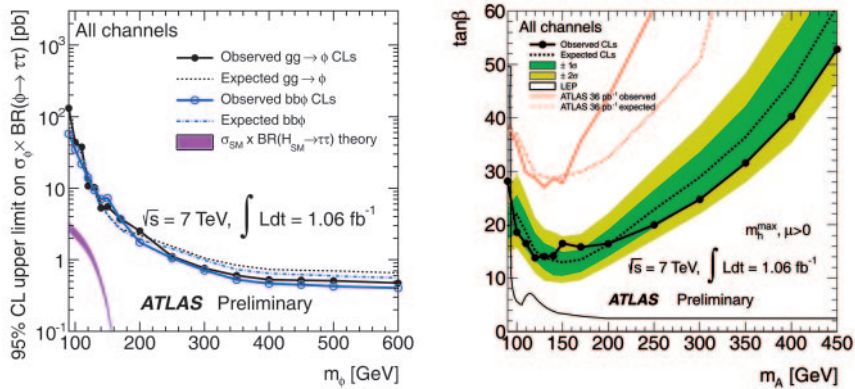 95% CL upper limit on σϕ× BR(ϕ→ ττ) [pb]
10²
10
1
10⁻¹
All channels
Observed gg → ϕ CLs
Expected gg → ϕ
Observed bbϕ CLs
Expected bbϕ
σSM x BR(HSM→ττ) theory
√s = 7 TeV, ∫ Ldt = 1.06 fb⁻¹
ATLAS Preliminary
100 200 300 400 500 600
mϕ [GeV]
tanβ
60
50
40
30
20
10
0
All channels
Observed CLs
Expected CLs
± 1σ
± 2σ
LEP
ATLAS 36 pb⁻¹ observed
ATLAS 36 pb⁻¹ expected
mhmax, μ>0
√s = 7 TeV, ∫ Ldt = 1.06 fb⁻¹
ATLAS Preliminary
100 150 200 250 300 350 400 450
mA [GeV]